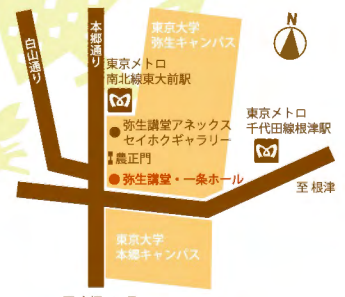 白山通り
本郷通り
東京大学
弥生キャンパス
N
東京メトロ
南北線東大前駅
東京メトロ
千代田線根津駅
弥生講堂アネックス
セイホクギャラリー
農正門
弥生講堂・一条ホール
至 根津
東京大学
本郷キャンパス